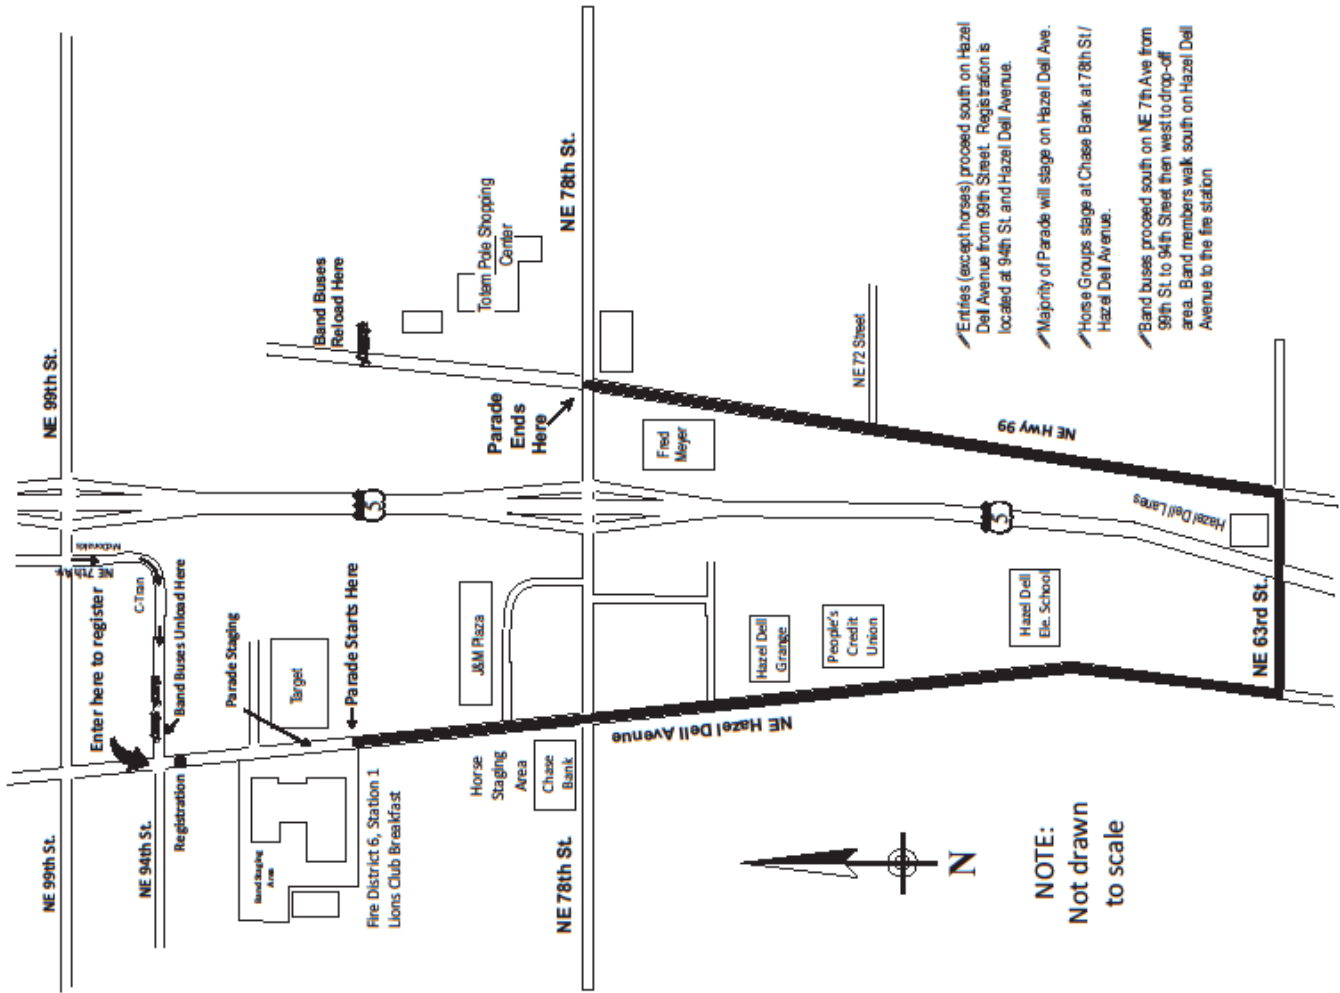 NE 99th St.
NE 99th St.
NE 7th Av.
Mcdonalds
Enter here to register
NE 94th St.
C-Tran
Registration
Band Buses Unload Here
Parade Staging
Band Staging
Area
Target
Band Buses
Reload Here
Parade Starts Here
5
Fire District 6, Station 1
Lions Club Breakfast
J&M Plaza
Totem Pole Shopping
Center
Horse
Staging
Area
Parade
Ends
Here
Chase
Bank
NE 78th St.
NE 78th St.
NE Hazel Dell Avenue
Fred
Meyer
Hazel Dell
Grange
People's
Credit
Union
NE 72 Street
N
5
NE Hwy 99
Hazel Dell
Ele. School
NOTE:
Not drawn
to scale
Hazel Dell Lanes
NE 63rd St.
Entries (except horses) proceed south on Hazel
Dell Avenue from 99th Street. Registration is
located at 94th St. and Hazel Dell Avenue.
Majority of Parade will stage on Hazel Dell Ave.
Horse Groups stage at Chase Bank at 78th St /
Hazel Dell Avenue.
Band buses proceed south on NE 7th Ave from
99th St. to 94th Street then west to drop-off
area. Band members walk south on Hazel Dell
Avenue to the fire station